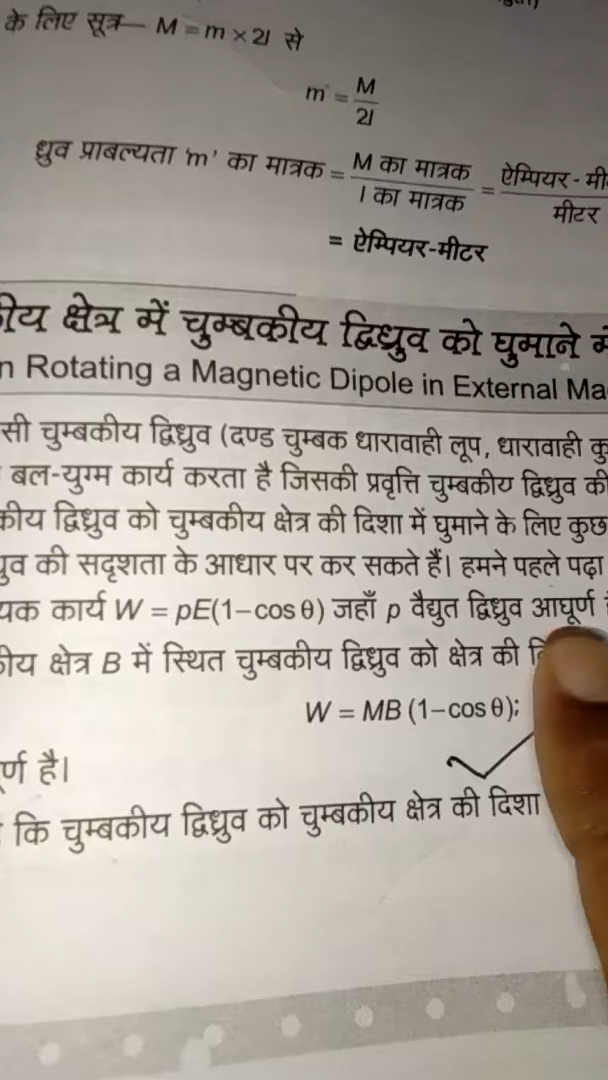 के लिए सूत्र— M = m × 2l से
m = M/2l
ध्रुव प्राबल्यता 'm' का मात्रक = M का मात्रक / l का मात्रक = ऐम्पियर - / मीटर
= ऐम्पियर-मीटर
क्षेत्र में चुम्बकीय द्विध्रुव को घुमाने
Rotating a Magnetic Dipole in External
चुम्बकीय द्विध्रुव (दण्ड चुम्बक धारावाही लूप, धारावाही
बल-युग्म कार्य करता है जिसकी प्रवृत्ति चुम्बकीय द्विध्रुव की
द्विध्रुव को चुम्बकीय क्षेत्र की दिशा में घुमाने के लिए कुछ
की सदृशता के आधार पर कर सकते हैं। हमने पहले पढ़ा
कार्य W = pE(1−cos θ) जहाँ p वैद्युत द्विध्रुव आघूर्ण
क्षेत्र B में स्थित चुम्बकीय द्विध्रुव को क्षेत्र की
W = MB (1−cos θ);
है।
कि चुम्बकीय द्विध्रुव को चुम्बकीय क्षेत्र की दिशा